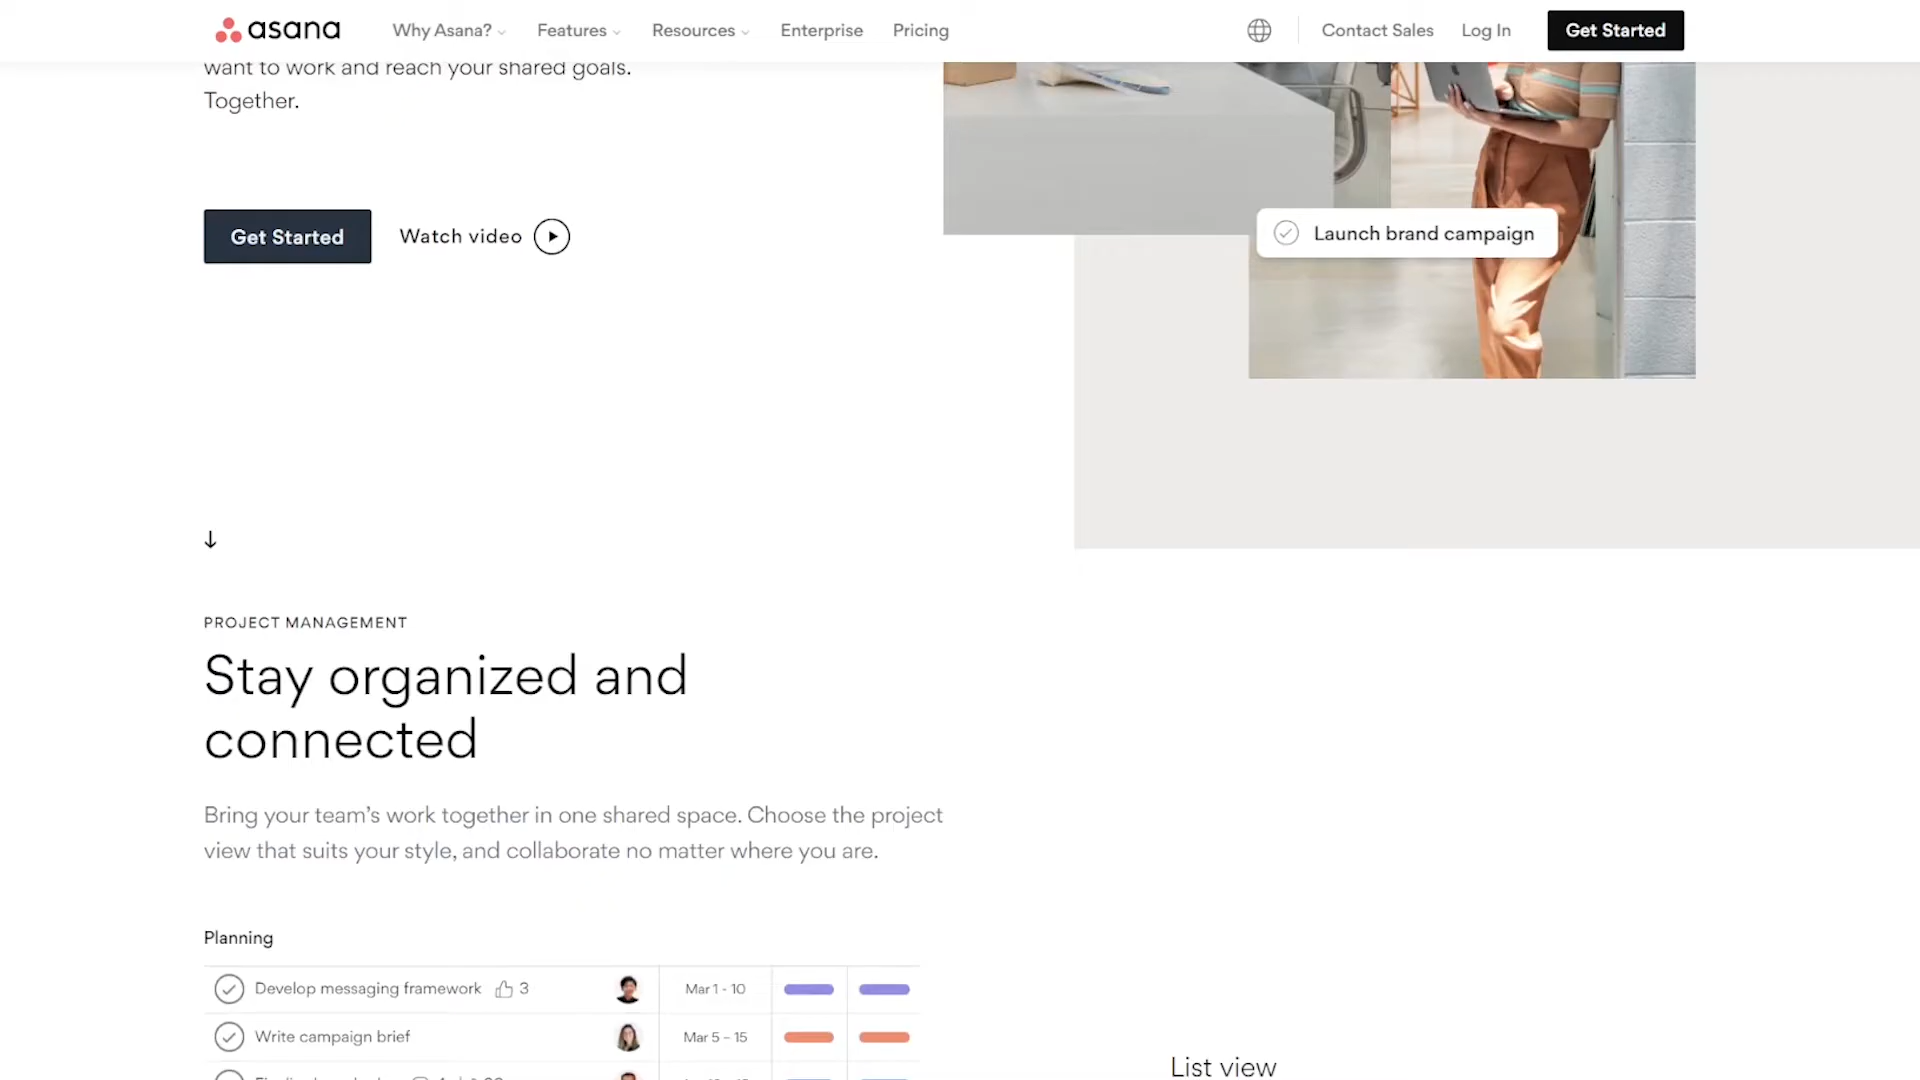 asana Why Asana? Features Resources Enterprise Pricing Contact Sales Log In Get Started
want to work and reach your shared goals.
Together.
Get Started Watch video
Launch brand campaign
PROJECT MANAGEMENT
Stay organized and
connected
Bring your team’s work together in one shared space. Choose the project
view that suits your style, and collaborate no matter where you are.
Planning
Develop messaging framework 3 Mar 1 - 10
Write campaign brief Mar 5 – 15
List view